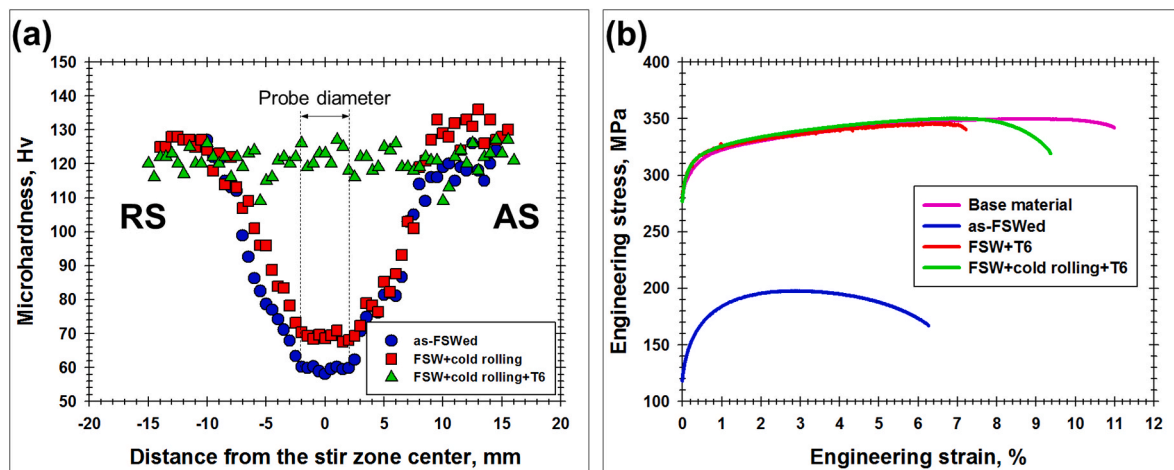 (a)
150
140
130
120
110
100
90
80
70
60
50
Microhardness, Hv
Probe diameter
RS
AS
as-FSWed
FSW+cold rolling
FSW+cold rolling+T6
-20 -15 -10 -5 0 5 10 15 20
Distance from the stir zone center, mm
(b)
400
350
300
250
200
150
100
Engineering stress, MPa
Base material
as-FSWed
FSW+T6
FSW+cold rolling+T6
0 1 2 3 4 5 6 7 8 9 10 11 12
Engineering strain, %